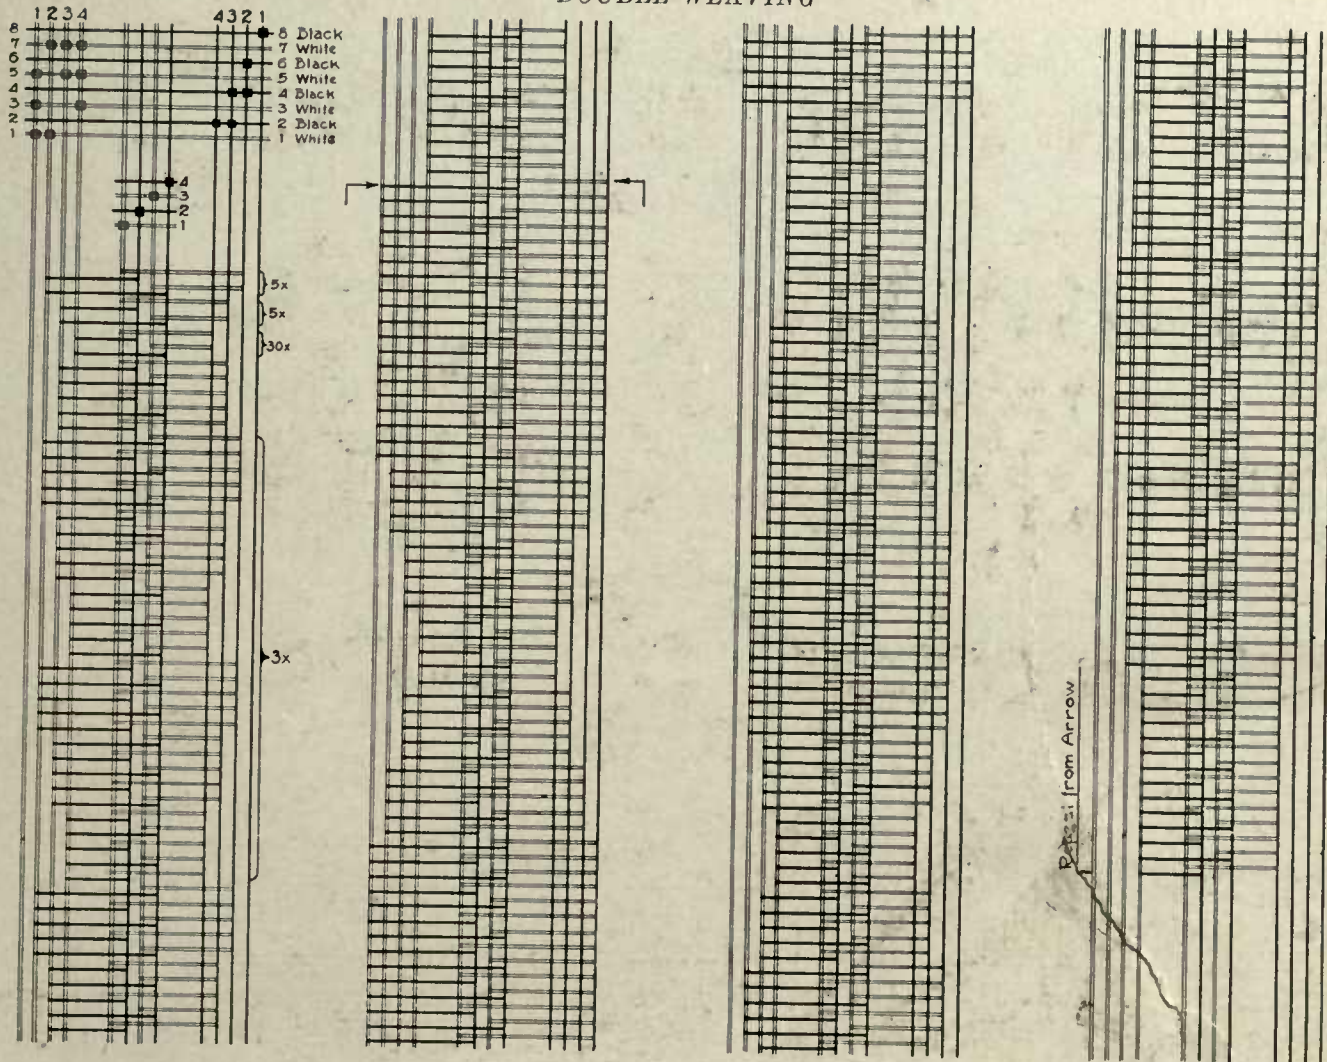 DOUBLE WEAVING
1 2 3 4
4 3 2 1
8
8 Black
7
7 White
6
6 Black
5
5 White
4
4 Black
3
3 White
2
2 Black
1
1 White
4
3
2
1
5x
5x
30x
3x
from Arrow